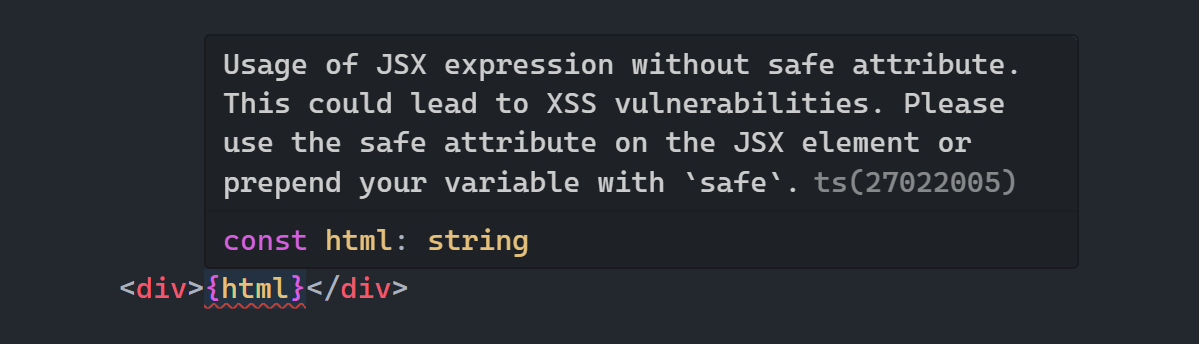 Usage of JSX expression without safe attribute.
This could lead to XSS vulnerabilities. Please
use the safe attribute on the JSX element or
prepend your variable with `safe`. ts(27022005)
const html: string
<div>{html}</div>